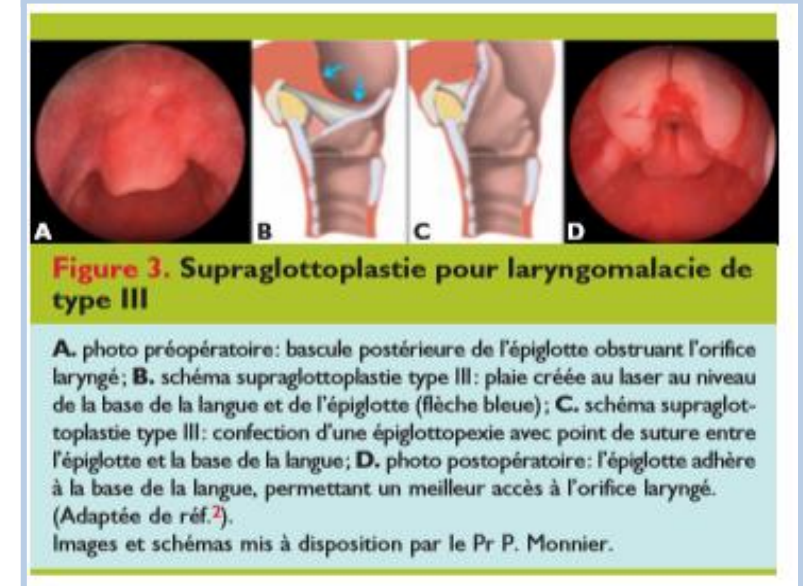 A B C D
Figure 3. Supraglottoplastie pour laryngomalacie de
type III
A. photo préopératoire: bascule postérieure de l'épiglotte obstruant l'orifice
laryngé; B. schéma supraglottoplastie type III: plaie créée au laser au niveau
de la base de la langue et de l'épiglotte (flèche bleue); C. schéma supraglot-
toplastie type III: confection d'une épiglottopexie avec point de suture entre
l'épiglotte et la base de la langue; D. photo postopératoire: l'épiglotte adhère
à la base de la langue, permettant un meilleur accès à l'orifice laryngé.
(Adaptée de réf.²).
Images et schémas mis à disposition par le Pr P. Monnier.